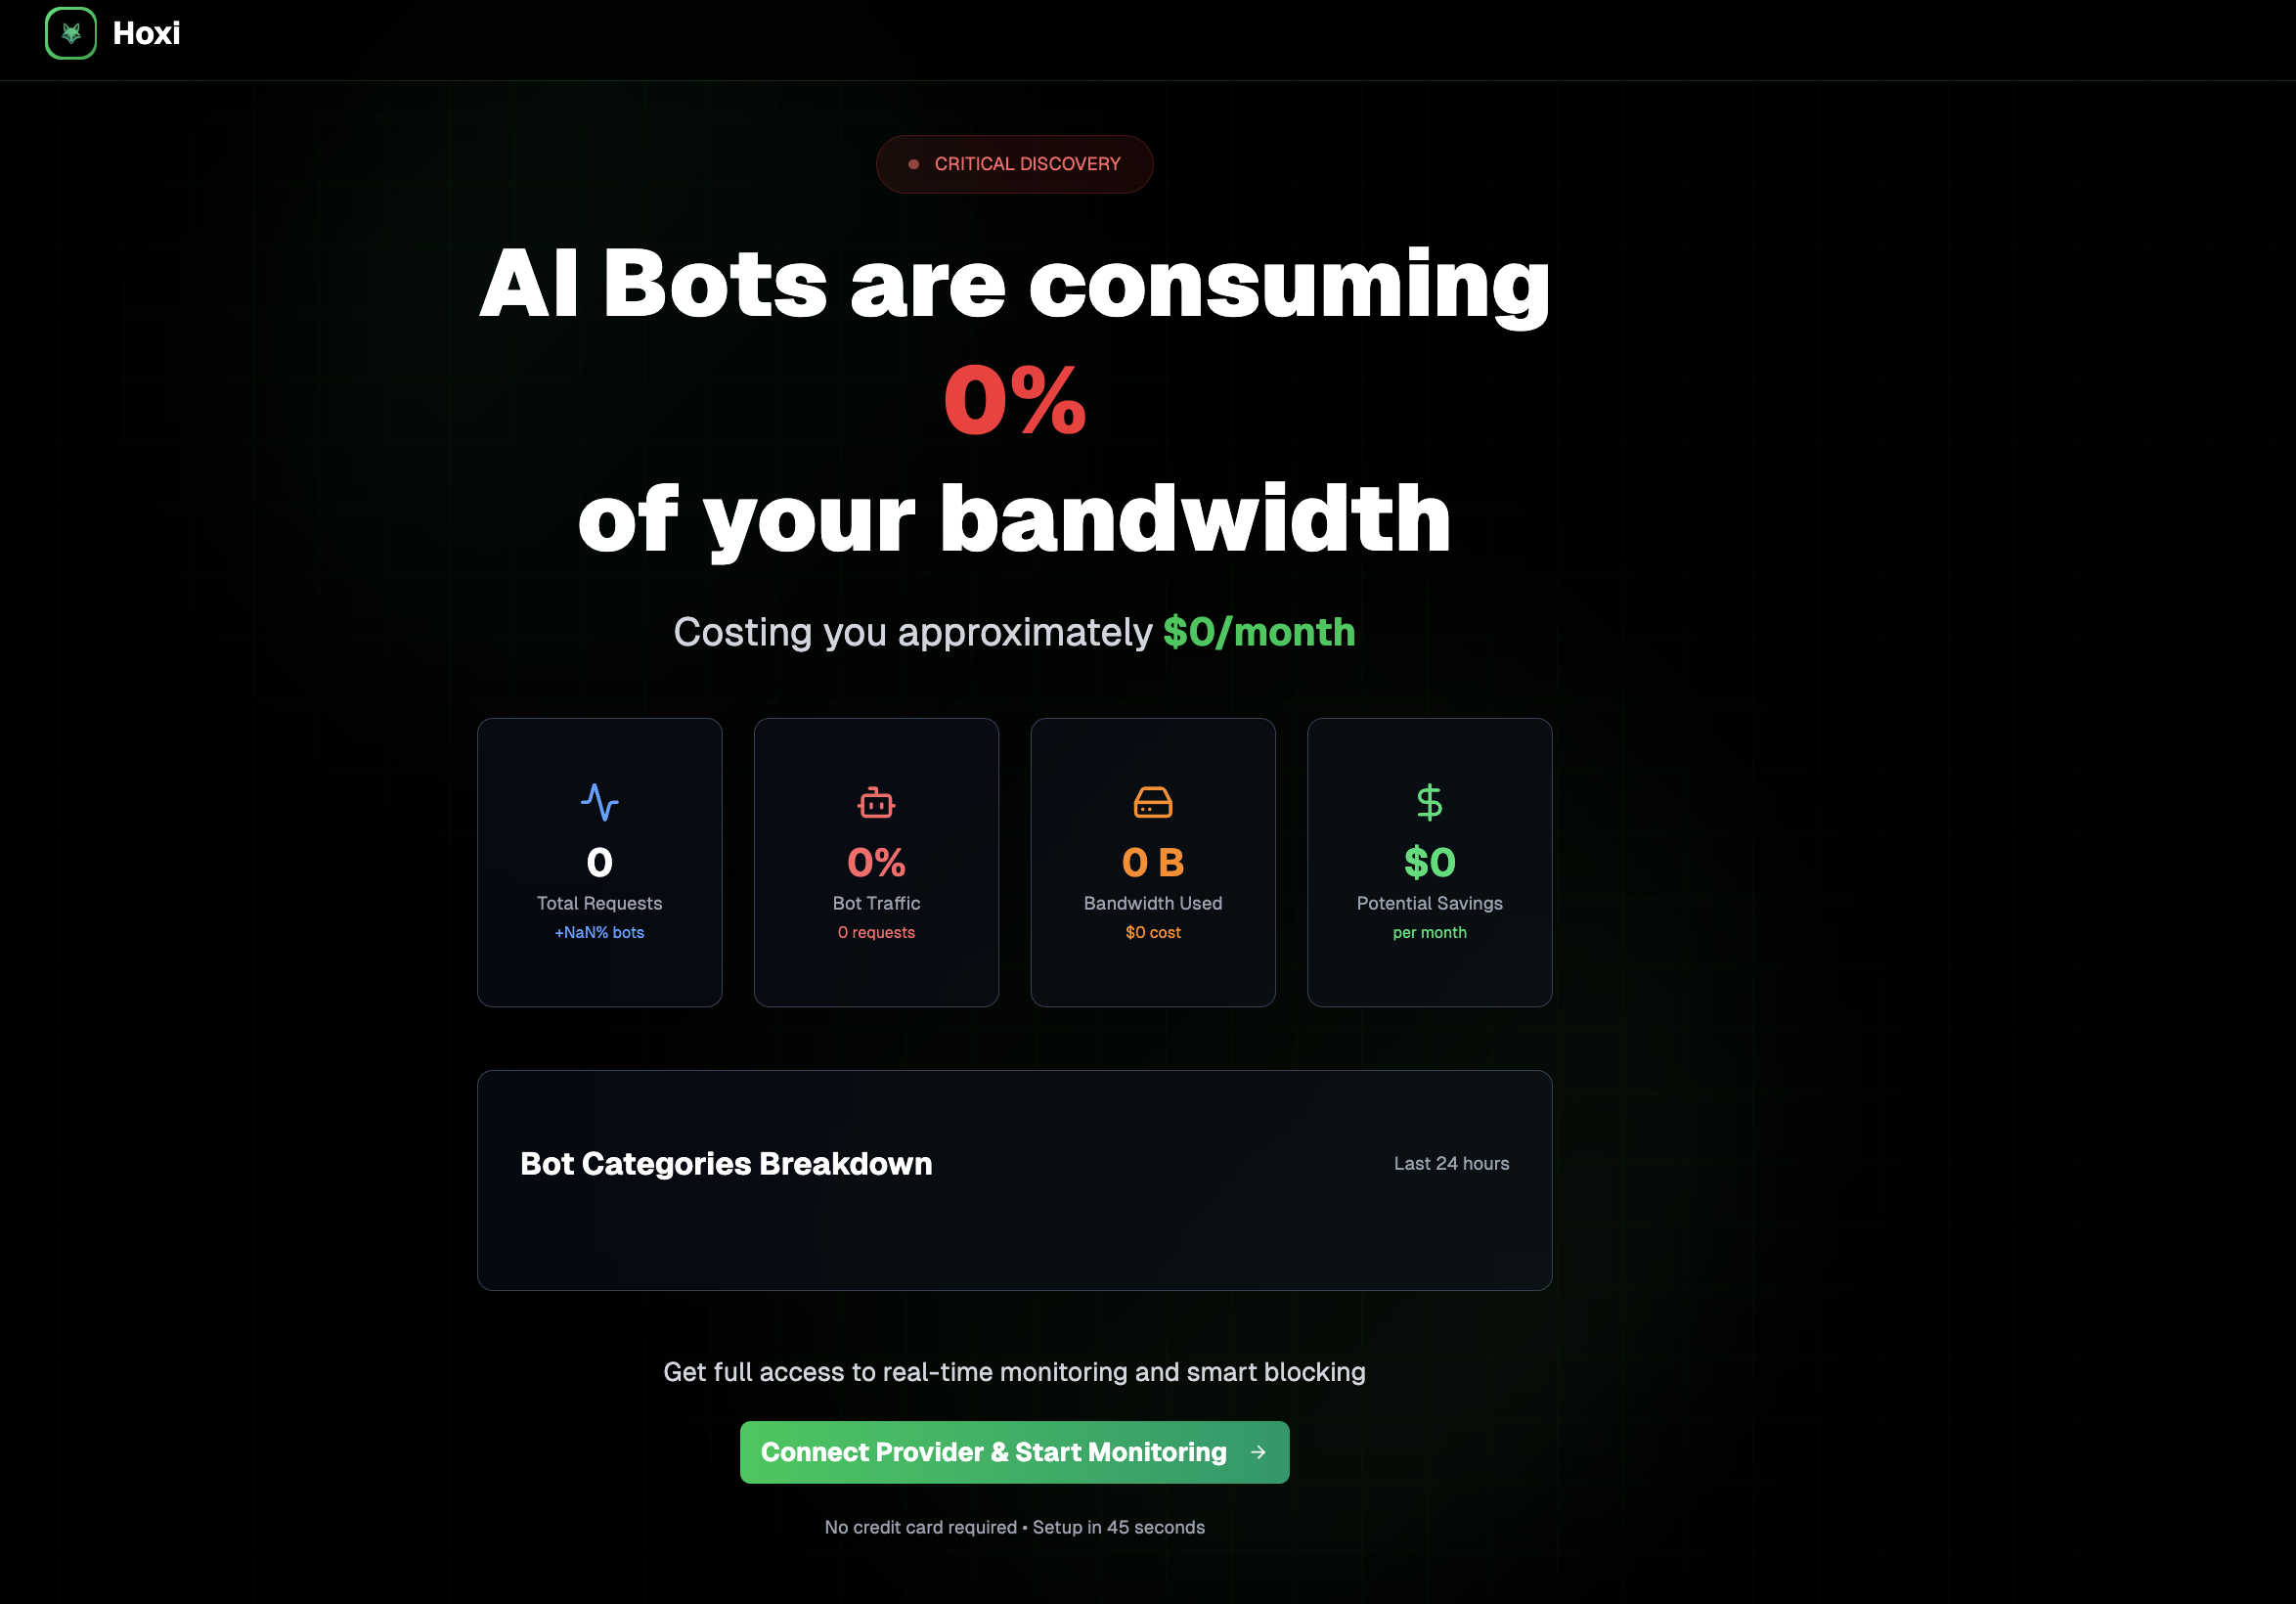 Hoxi
CRITICAL DISCOVERY
AI Bots are consuming
0%
of your bandwidth
Costing you approximately $0/month
0
Total Requests
+NaN% bots
0%
Bot Traffic
0 requests
0 B
Bandwidth Used
$0 cost
$0
Potential Savings
per month
Bot Categories Breakdown
Last 24 hours
Get full access to real-time monitoring and smart blocking
Connect Provider & Start Monitoring →
No credit card required • Setup in 45 seconds